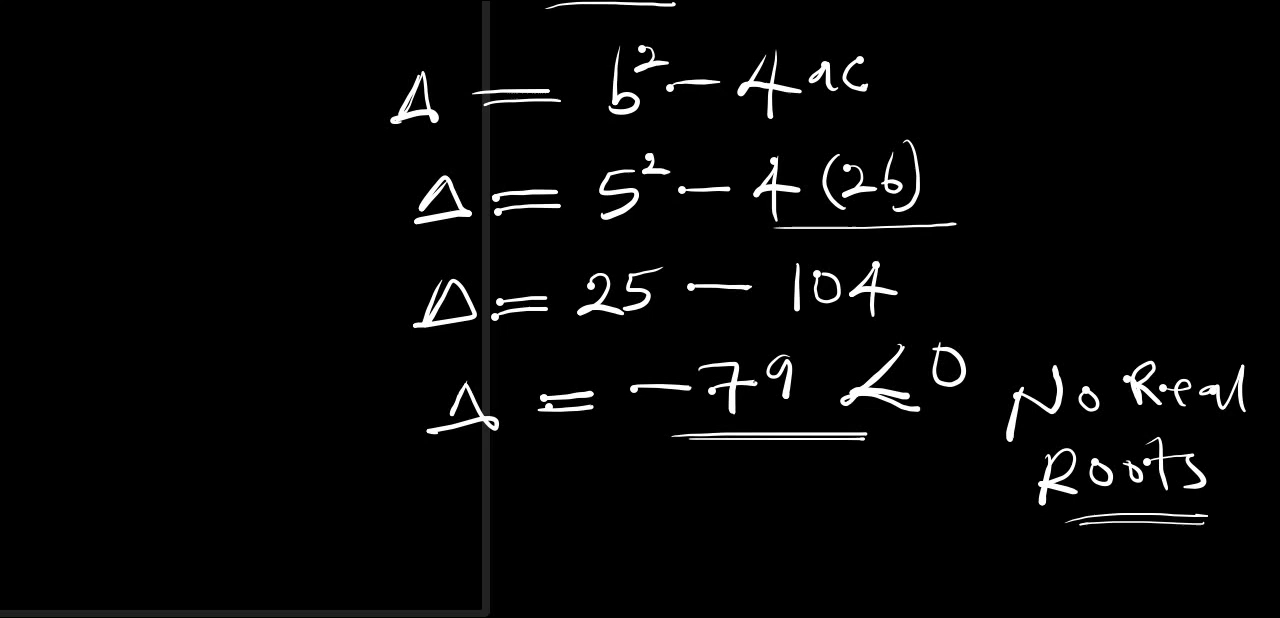 Δ = b² - 4ac
Δ = 5² - 4(26)
Δ = 25 - 104
Δ = -79 < 0 No Real
Roots